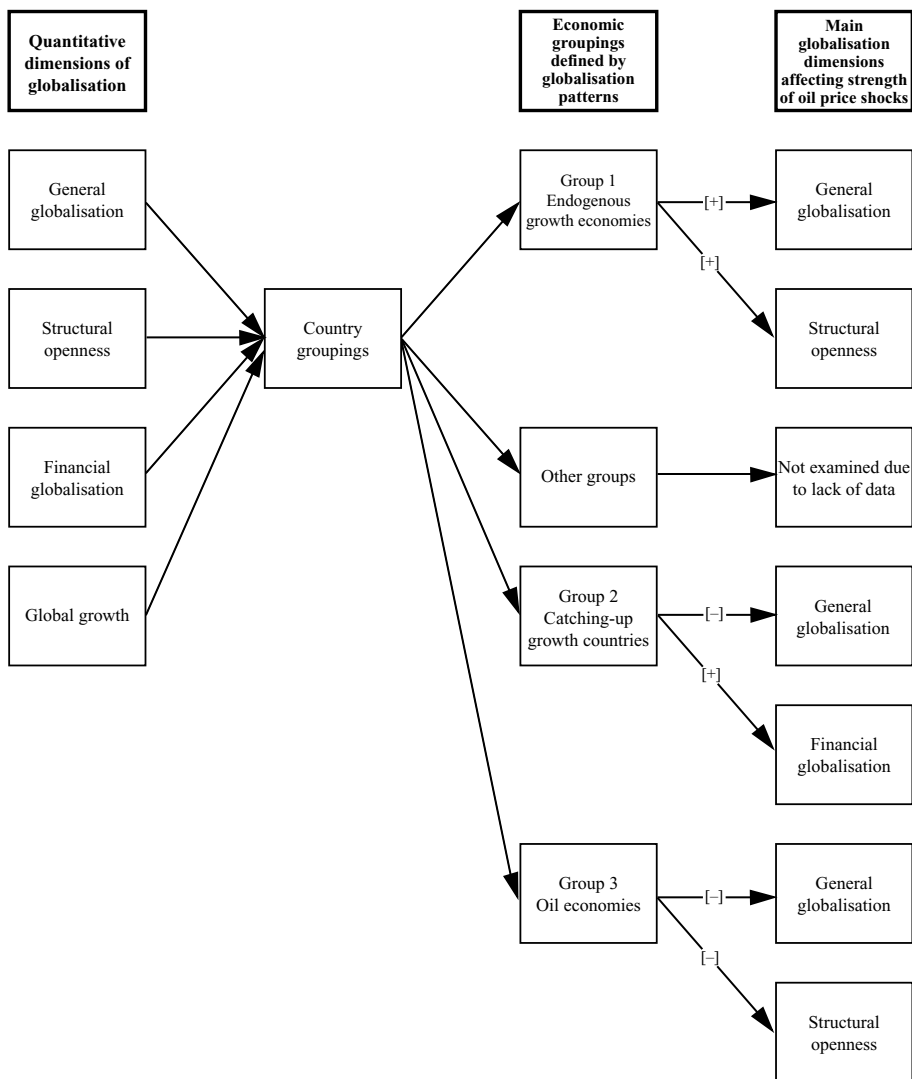 Quantitative
dimensions of
globalisation
Economic
groupings
defined by
globalisation
patterns
Main
globalisation
dimensions
affecting strength
of oil price shocks
General
globalisation
Structural
openness
Financial
globalisation
Global growth
Country
groupings
Group 1
Endogenous
growth economies
[+]
[+]
General
globalisation
Structural
openness
Other groups
Not examined due
to lack of data
Group 2
Catching-up
growth countries
[–]
[+]
General
globalisation
Financial
globalisation
Group 3
Oil economies
[–]
[–]
General
globalisation
Structural
openness